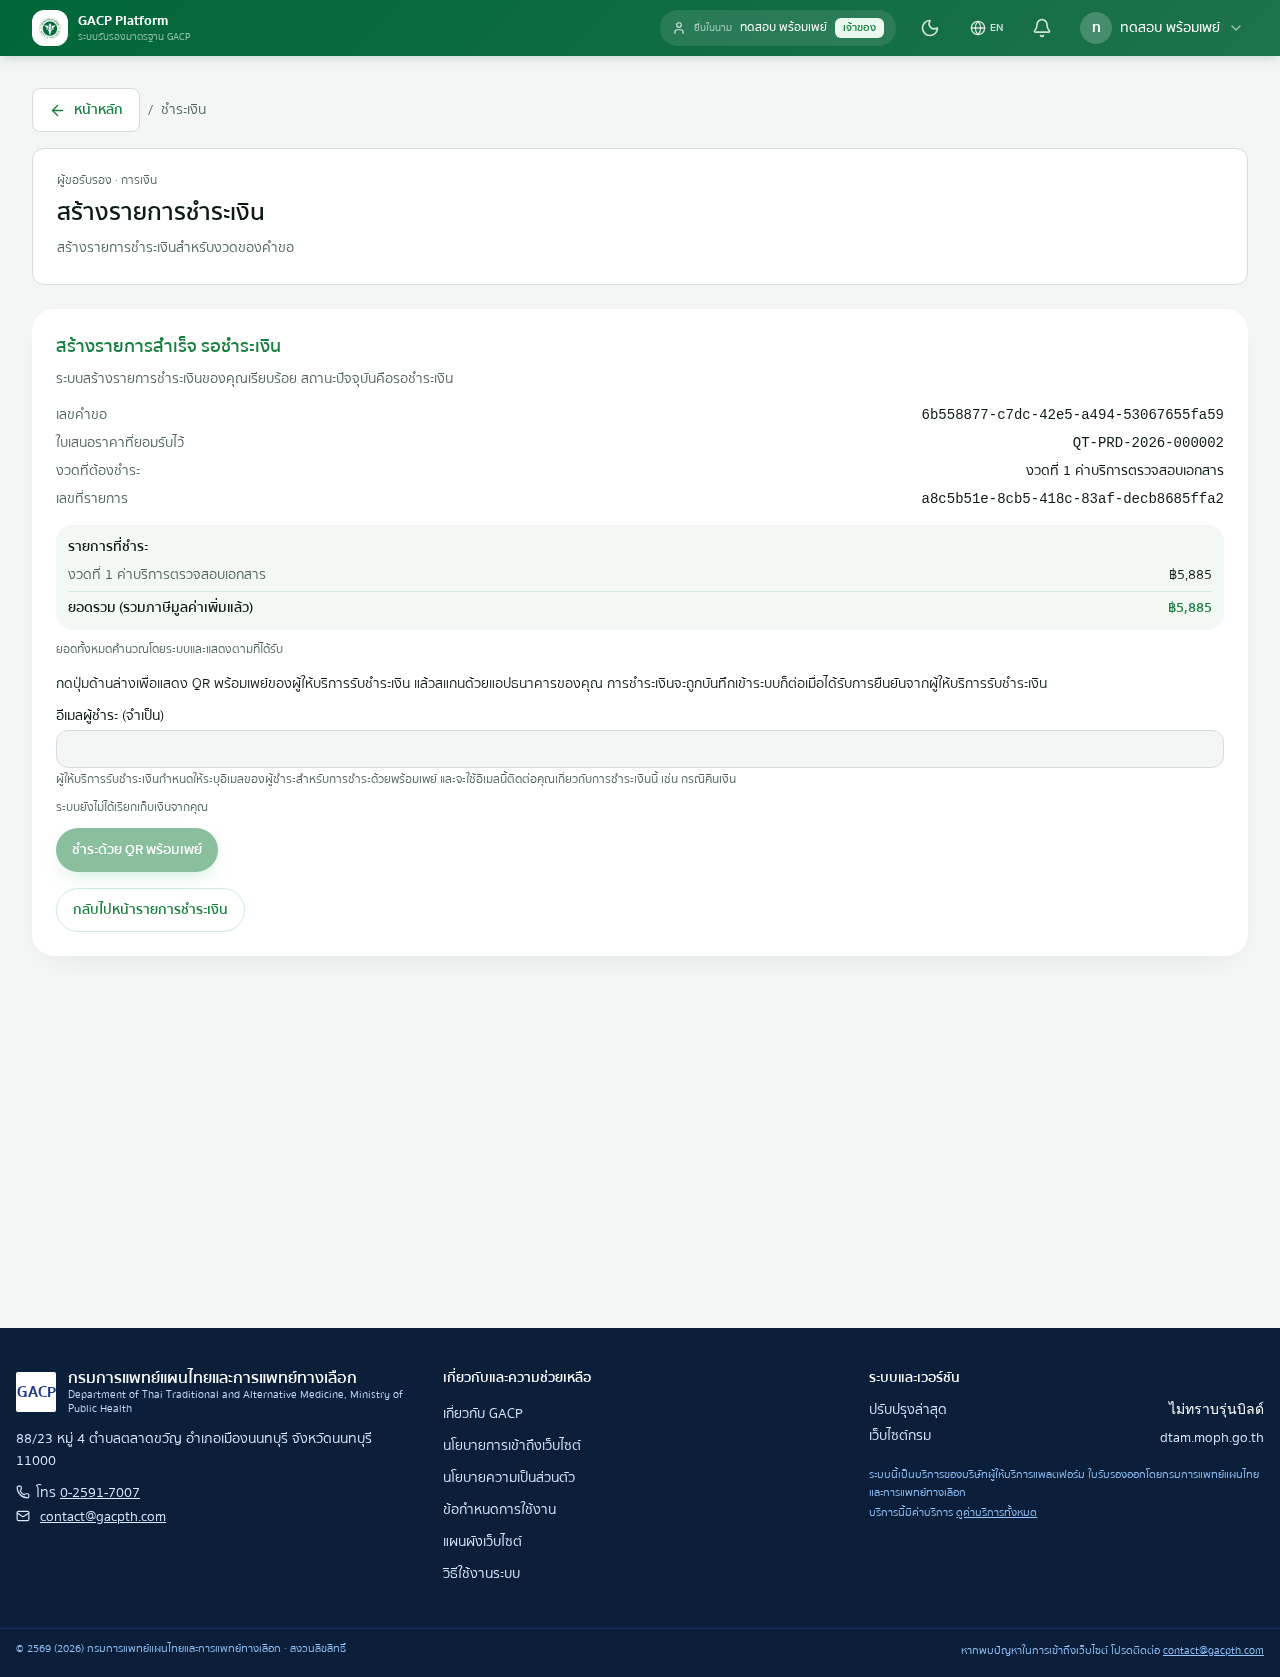 GACP Platform
ระบบรับรองมาตรฐาน GACP
ยื่นในนาม ทดสอบ พร้อมเพย์ เจ้าของ
EN
ท ทดสอบ พร้อมเพย์
หน้าหลัก / ชำระเงิน
ผู้ขอรับรอง · การเงิน
สร้างรายการชำระเงิน
สร้างรายการชำระเงินสำหรับงวดของคำขอ
สร้างรายการสำเร็จ รอชำระเงิน
ระบบสร้างรายการชำระเงินของคุณเรียบร้อย สถานะปัจจุบันคือรอชำระเงิน
เลขคำขอ 6b558877-c7dc-42e5-a494-53067655fa59
ใบเสนอราคาที่ยอมรับไว้ QT-PRD-2026-000002
งวดที่ต้องชำระ งวดที่ 1 ค่าบริการตรวจสอบเอกสาร
เลขที่รายการ a8c5b51e-8cb5-418c-83af-decb8685ffa2
รายการที่ชำระ
งวดที่ 1 ค่าบริการตรวจสอบเอกสาร ฿5,885
ยอดรวม (รวมภาษีมูลค่าเพิ่มแล้ว) ฿5,885
ยอดทั้งหมดคำนวณโดยระบบและแสดงตามที่ได้รับ
กดปุ่มด้านล่างเพื่อแสดง QR พร้อมเพย์ของผู้ให้บริการรับชำระเงิน แล้วสแกนด้วยแอปธนาคารของคุณ การชำระเงินจะถูกบันทึกเข้าระบบก็ต่อเมื่อได้รับการยืนยันจากผู้ให้บริการรับชำระเงิน
อีเมลผู้ชำระ (จำเป็น)
ผู้ให้บริการรับชำระเงินกำหนดให้ระบุอีเมลของผู้ชำระสำหรับการชำระด้วยพร้อมเพย์ และจะใช้อีเมลนี้ติดต่อคุณเกี่ยวกับการชำระเงินนี้ เช่น กรณีคืนเงิน
ระบบยังไม่ได้เรียกเก็บเงินจากคุณ
ชำระด้วย QR พร้อมเพย์
กลับไปหน้ารายการชำระเงิน
GACP
กรมการแพทย์แผนไทยและการแพทย์ทางเลือก
Department of Thai Traditional and Alternative Medicine, Ministry of
Public Health
88/23 หมู่ 4 ตำบลตลาดขวัญ อำเภอเมืองนนทบุรี จังหวัดนนทบุรี
11000
โทร 0-2591-7007
contact@gacpth.com
เกี่ยวกับและความช่วยเหลือ
เกี่ยวกับ GACP
นโยบายการเข้าถึงเว็บไซต์
นโยบายความเป็นส่วนตัว
ข้อกำหนดการใช้งาน
แผนผังเว็บไซต์
วิธีใช้งานระบบ
ระบบและเวอร์ชัน
ปรับปรุงล่าสุด ไม่ทราบรุ่นบิลด์
เว็บไซต์กรม dtam.moph.go.th
ระบบนี้เป็นบริการของบริษัทผู้ให้บริการแพลตฟอร์ม ใบรับรองออกโดยกรมการแพทย์แผนไทย
และการแพทย์ทางเลือก
บริการนี้มีค่าบริการ ดูค่าบริการทั้งหมด
© 2569 (2026) กรมการแพทย์แผนไทยและการแพทย์ทางเลือก · สงวนลิขสิทธิ์
หากพบปัญหาในการเข้าถึงเว็บไซต์ โปรดติดต่อ contact@gacpth.com